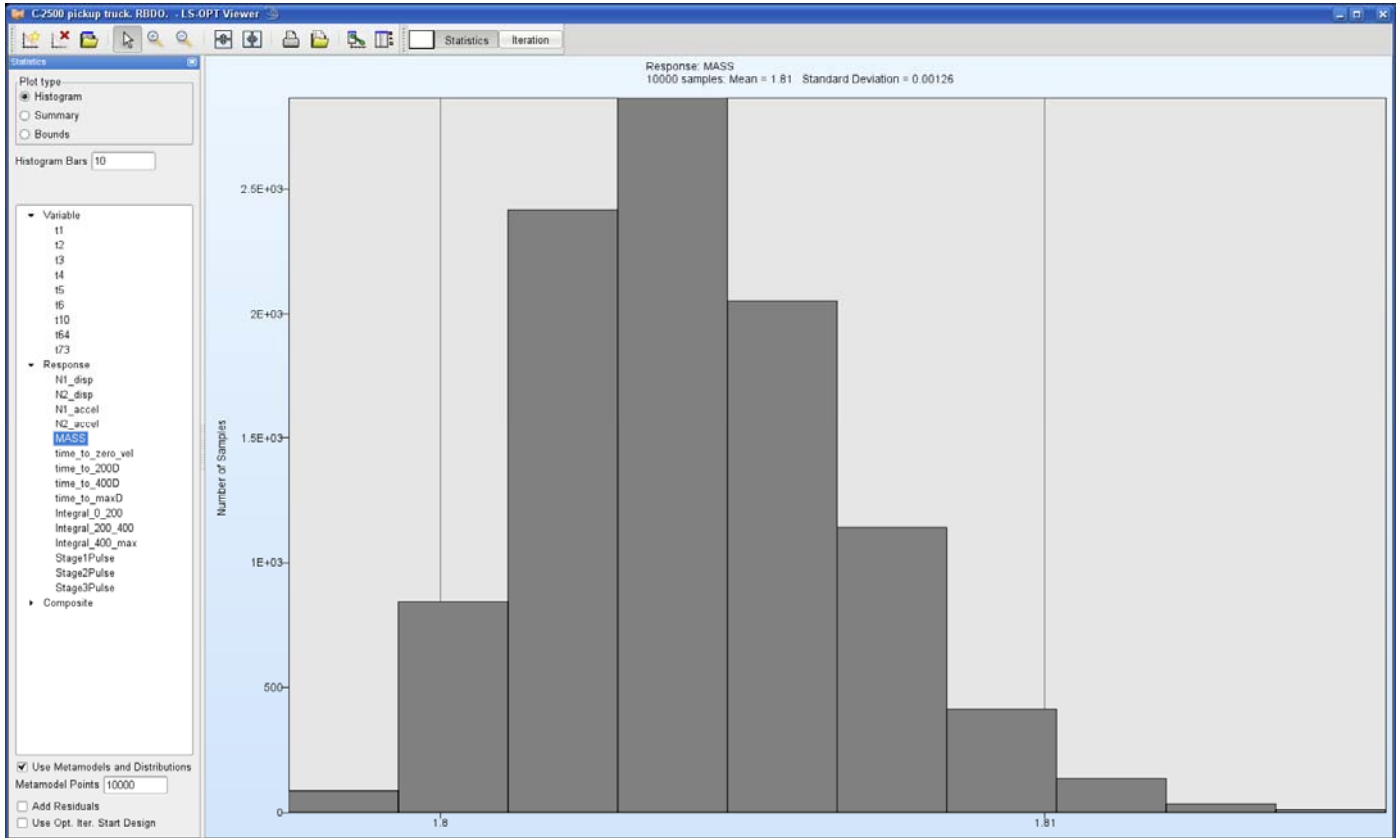 C-2500 pickup truck. RBDO. - LS-OPT Viewer
Statistics Iteration
Statistics
Plot type
Histogram
Summary
Bounds
Histogram Bars 10
Variable
t1
t2
t3
t4
t5
t6
t10
t64
t73
Response
N1_disp
N2_disp
N1_accel
N2_accel
MASS
time_to_zero_vel
time_to_200D
time_to_400D
time_to_maxD
Integral_0_200
Integral_200_400
Integral_400_max
Stage1Pulse
Stage2Pulse
Stage3Pulse
Composite
Use Metamodels and Distributions
Metamodel Points 10000
Add Residuals
Use Opt. Iter. Start Design
Response: MASS
10000 samples: Mean = 1.81 Standard Deviation = 0.00126
Number of Samples
2.5E+03
2E+03
1.5E+03
1E+03
500
0
1.8 1.81